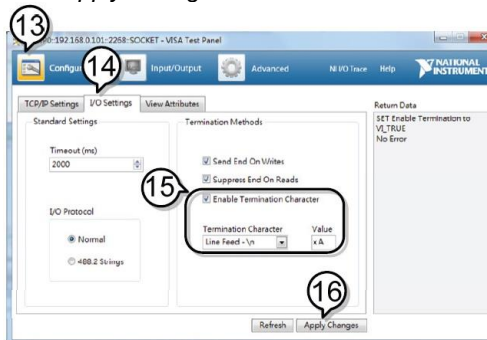 13
192.168.0.101::2268::SOCKET - VISA Test Panel
14
Input/Output
Advanced
NI I/O Trace
Help
NATIONAL
INSTRUMENT
TCP/IP Settings
I/O Settings
View Attributes
Return Data
Standard Settings
Termination Methods
SET Enable Termination to
VI_TRUE
No Error
Timeout (ms)
2000
Send End On Writes
Suppress End On Reads
15
Enable Termination Character
I/O Protocol
Termination Character
Value
Line Feed - \n
xA
Normal
488.2 Strings
16
Refresh
Apply Changes